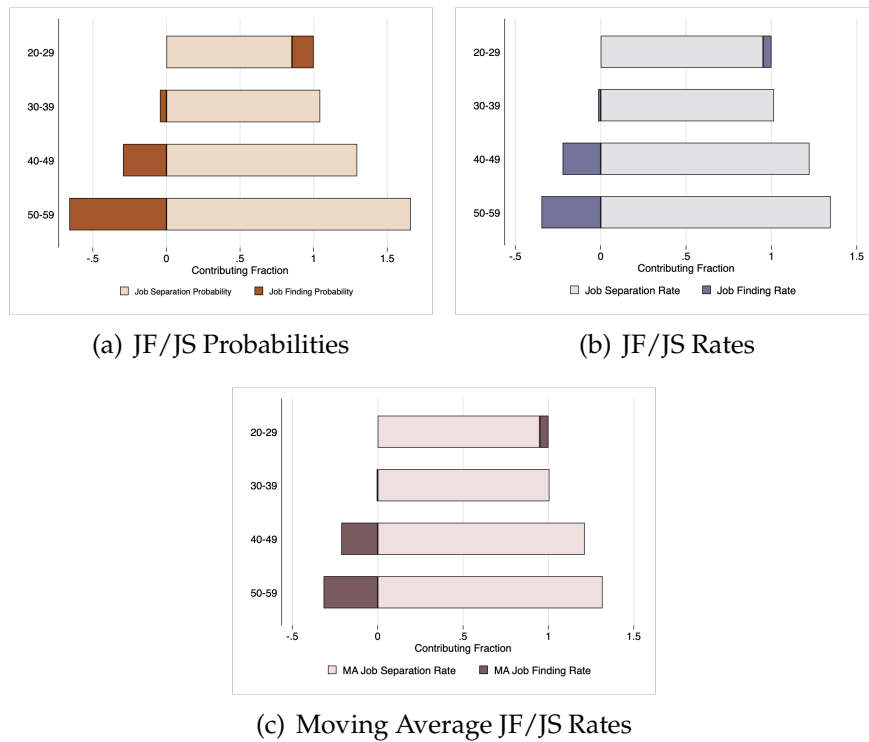 20-29
30-39
40-49
50-59
-.5 0 .5 1 1.5
Contributing Fraction
Job Separation Probability Job Finding Probability
(a) JF/JS Probabilities
20-29
30-39
40-49
50-59
-.5 0 .5 1 1.5
Contributing Fraction
Job Separation Rate Job Finding Rate
(b) JF/JS Rates
20-29
30-39
40-49
50-59
-.5 0 .5 1 1.5
Contributing Fraction
MA Job Separation Rate MA Job Finding Rate
(c) Moving Average JF/JS Rates